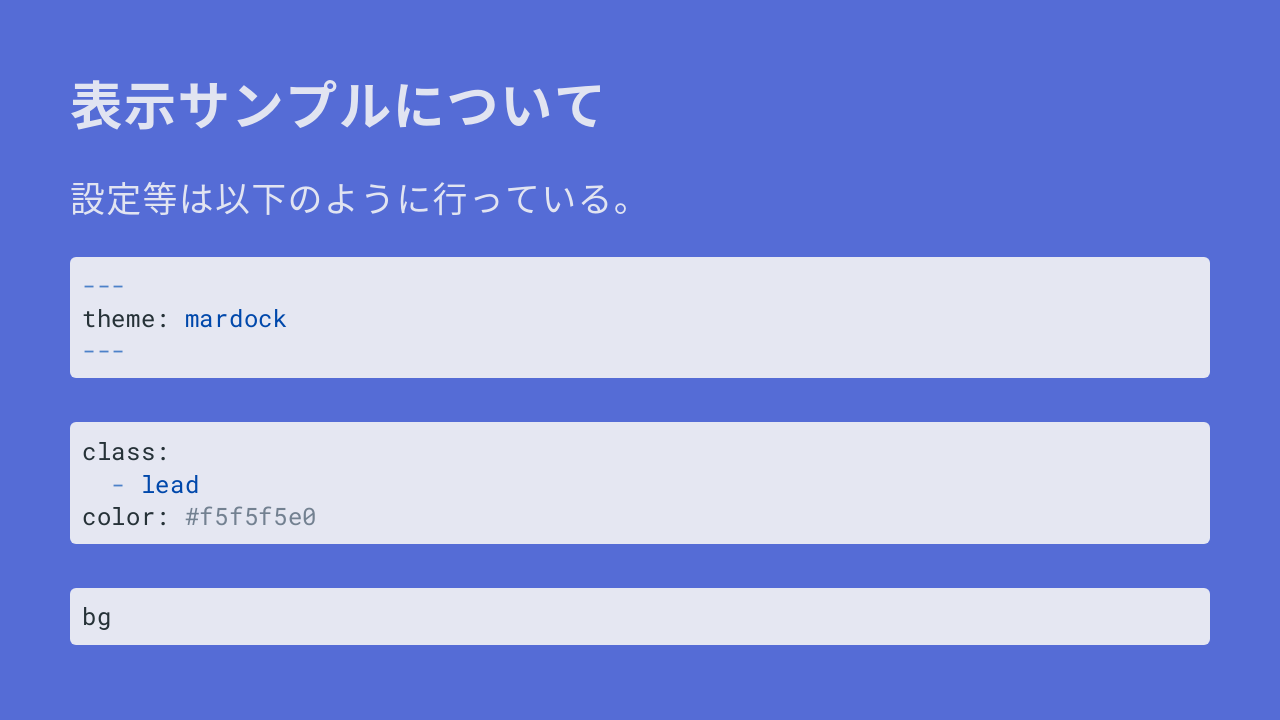 表示サンプルについて
設定等は以下のように行っている。
---
theme: mardock
---
class:
  - lead
color: #f5f5f5e0
bg